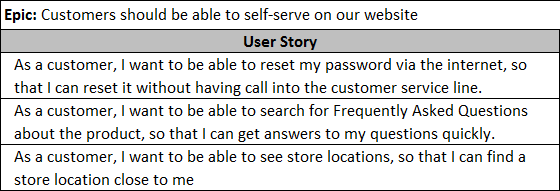 Epic: Customers should be able to self-serve on our website
User Story
As a customer, I want to be able to reset my password via the internet, so
that I can reset it without having call into the customer service line.
As a customer, I want to be able to search for Frequently Asked Questions
about the product, so that I can get answers to my questions quickly.
As a customer, I want to be able to see store locations, so that I can find a
store location close to me